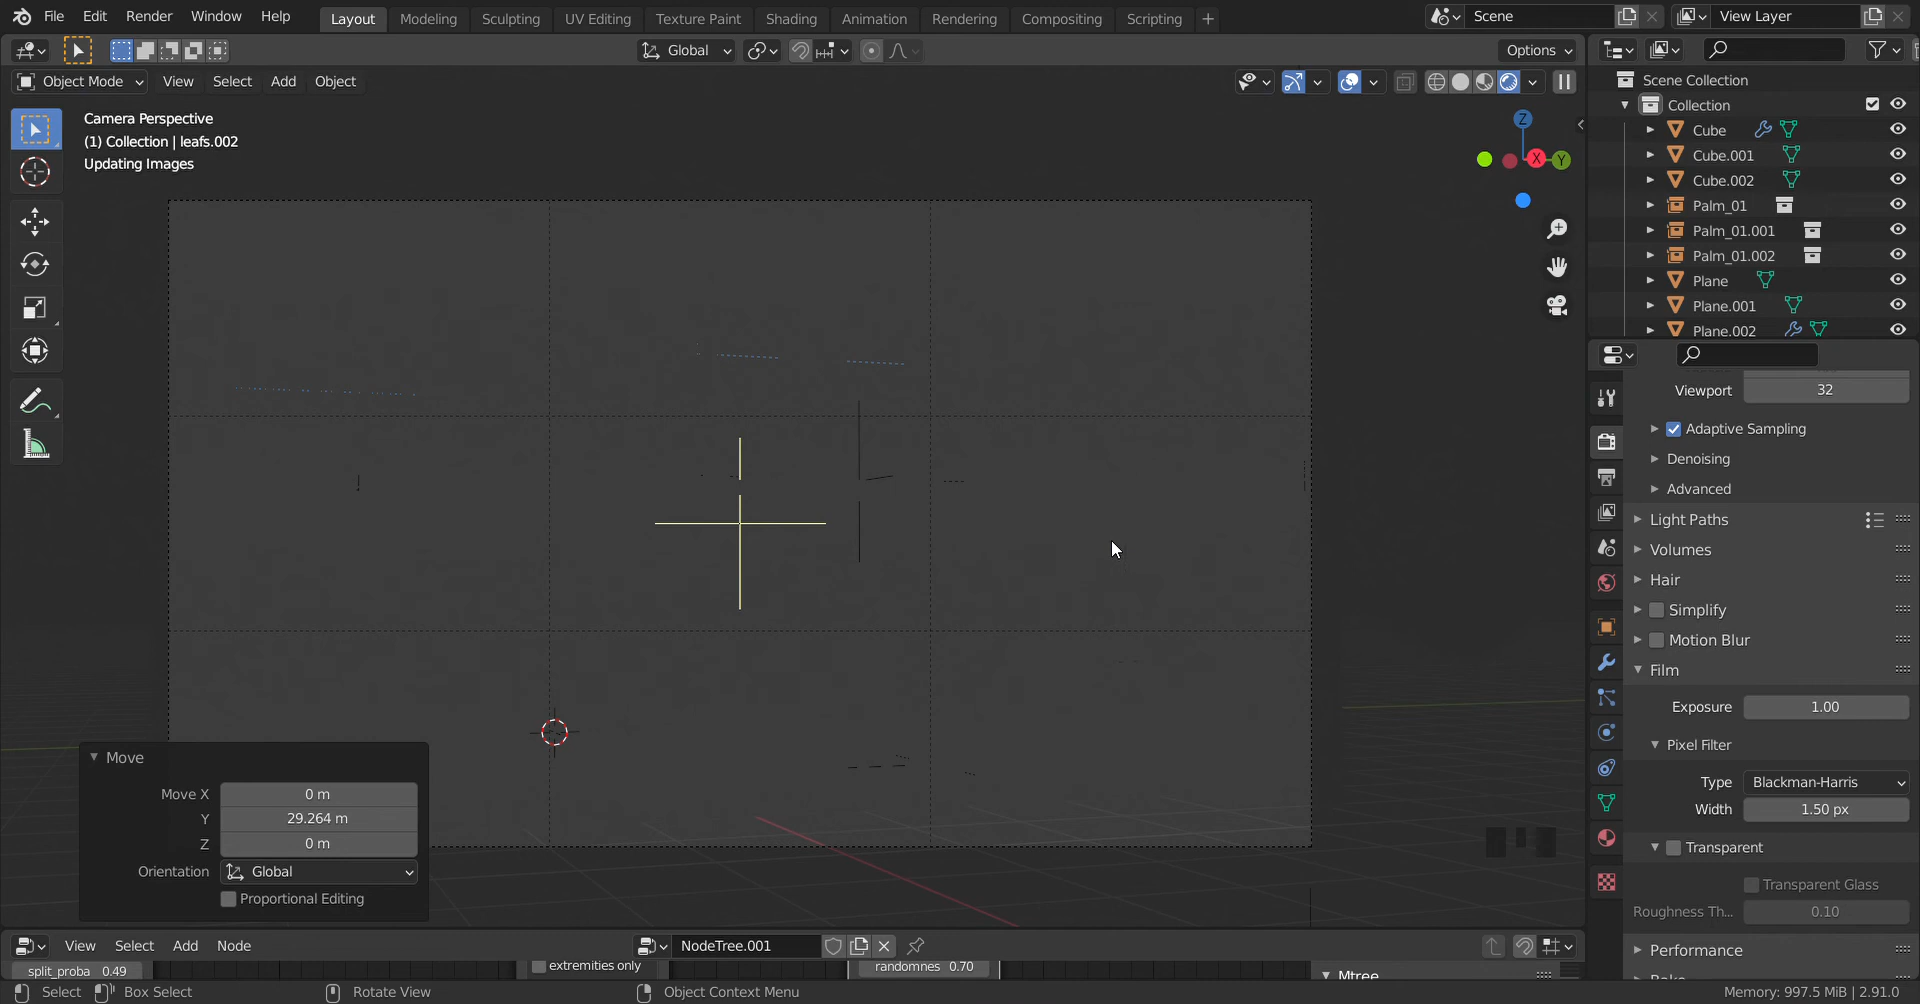 File Edit Render Window Help Layout Modeling Sculpting UV Editing Texture Paint Shading Animation Rendering Compositing Scripting + Scene View Layer
Global Options
Object Mode View Select Add Object
Camera Perspective
(1) Collection | leafs.002
Updating Images
Z
X
Y
Scene Collection
Collection
Cube
Cube.001
Cube.002
Palm_01
Palm_01.001
Palm_01.002
Plane
Plane.001
Plane.002
Viewport 32
Adaptive Sampling
Denoising
Advanced
Light Paths
Volumes
Hair
Simplify
Motion Blur
Film
Exposure 1.00
Pixel Filter
Type Blackman-Harris
Width 1.50 px
Transparent
Transparent Glass
Roughness Th... 0.10
Performance
Move
Move X 0 m
Y 29.264 m
Z 0 m
Orientation Global
Proportional Editing
View Select Add Node NodeTree.001
split_proba 0.49 extremities only randomnes 0.70 Mtree
Select Box Select Rotate View Object Context Menu Memory: 997.5 MiB | 2.91.0